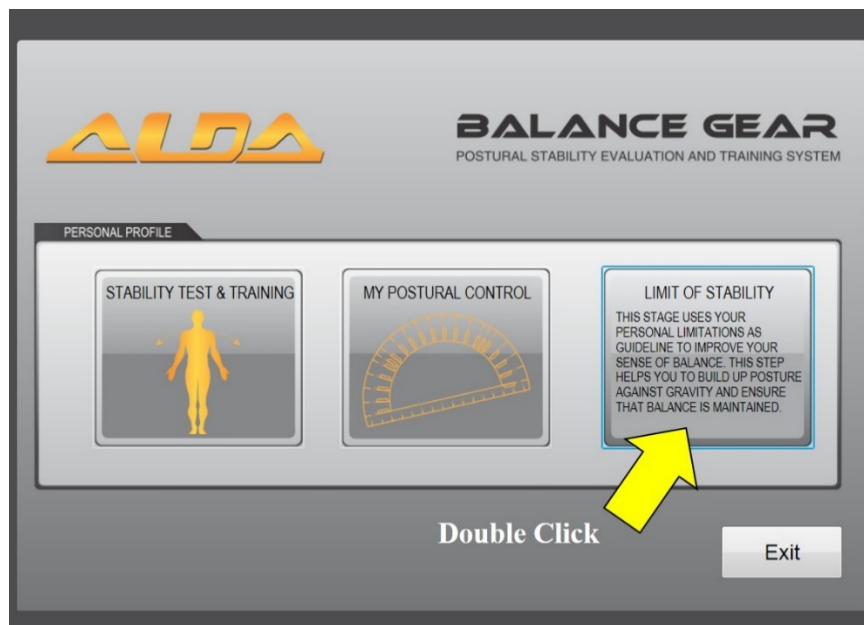 ALDA
BALANCE GEAR
POSTURAL STABILITY EVALUATION AND TRAINING SYSTEM
PERSONAL PROFILE
STABILITY TEST & TRAINING
MY POSTURAL CONTROL
LIMIT OF STABILITY
THIS STAGE USES YOUR
PERSONAL LIMITATIONS AS
GUIDELINE TO IMPROVE YOUR
SENSE OF BALANCE. THIS STEP
HELPS YOU TO BUILD UP POSTURE
AGAINST GRAVITY AND ENSURE
THAT BALANCE IS MAINTAINED.
Double Click
Exit